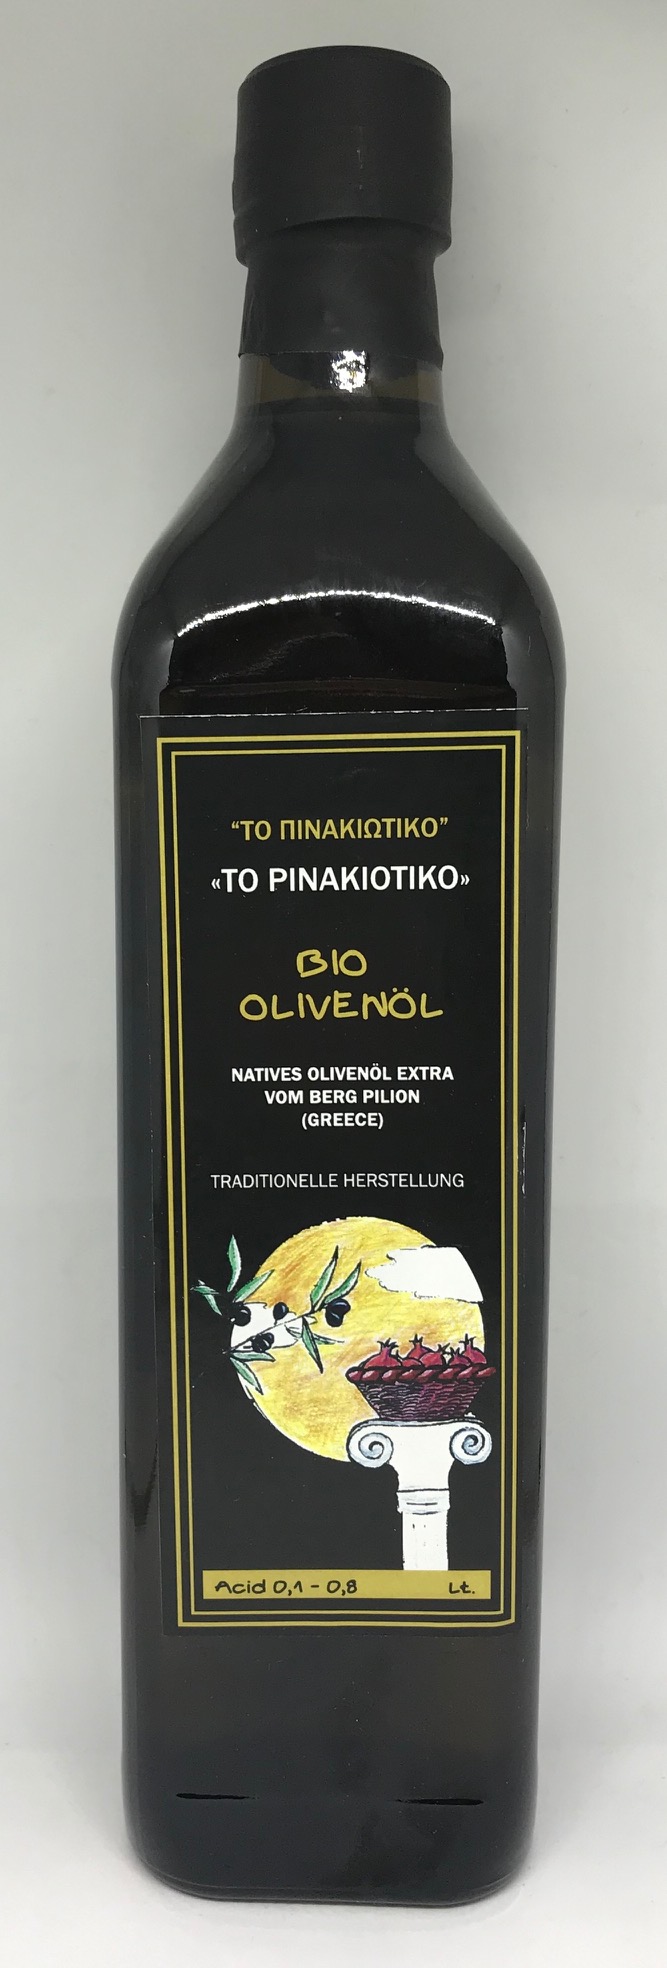 “ΤΟ ΠΙΝΑΚΙΩΤΙΚΟ”
«TO PINAKIOTIKO»
BIO
OLIVENÖL
NATIVES OLIVENÖL EXTRA
VOM BERG PILION
(GREECE)
TRADITIONELLE HERSTELLUNG
Acid 0,1 - 0,8 Lt.